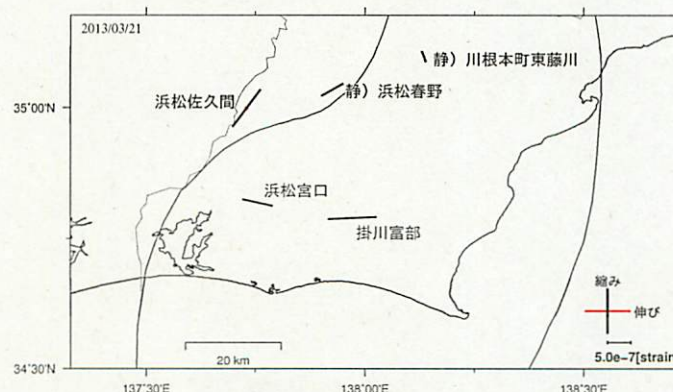 2013/03/21
静）川根本町東藤川
浜松佐久間
静）浜松春野
35°00'N
浜松宮口
掛川富部
縮み
伸び
20 km
5.0e-7[strain
34°30'N
137°30'E
138°00'E
138°30'E